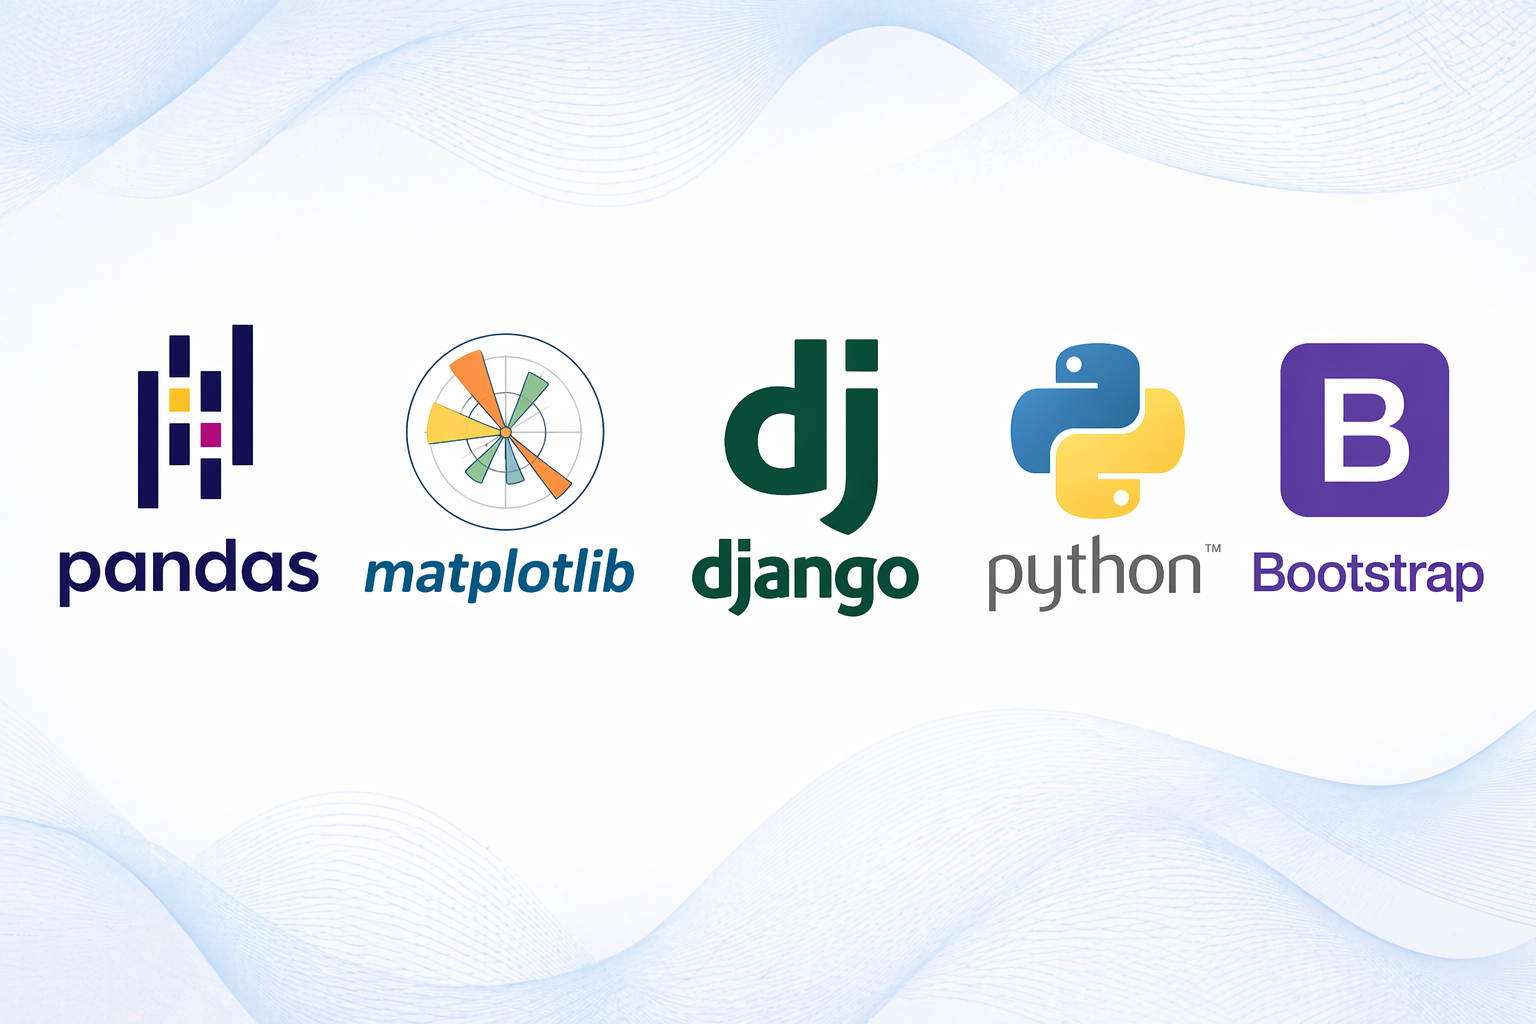 dj
B
pandas
matplotlib
django
python™
Bootstrap